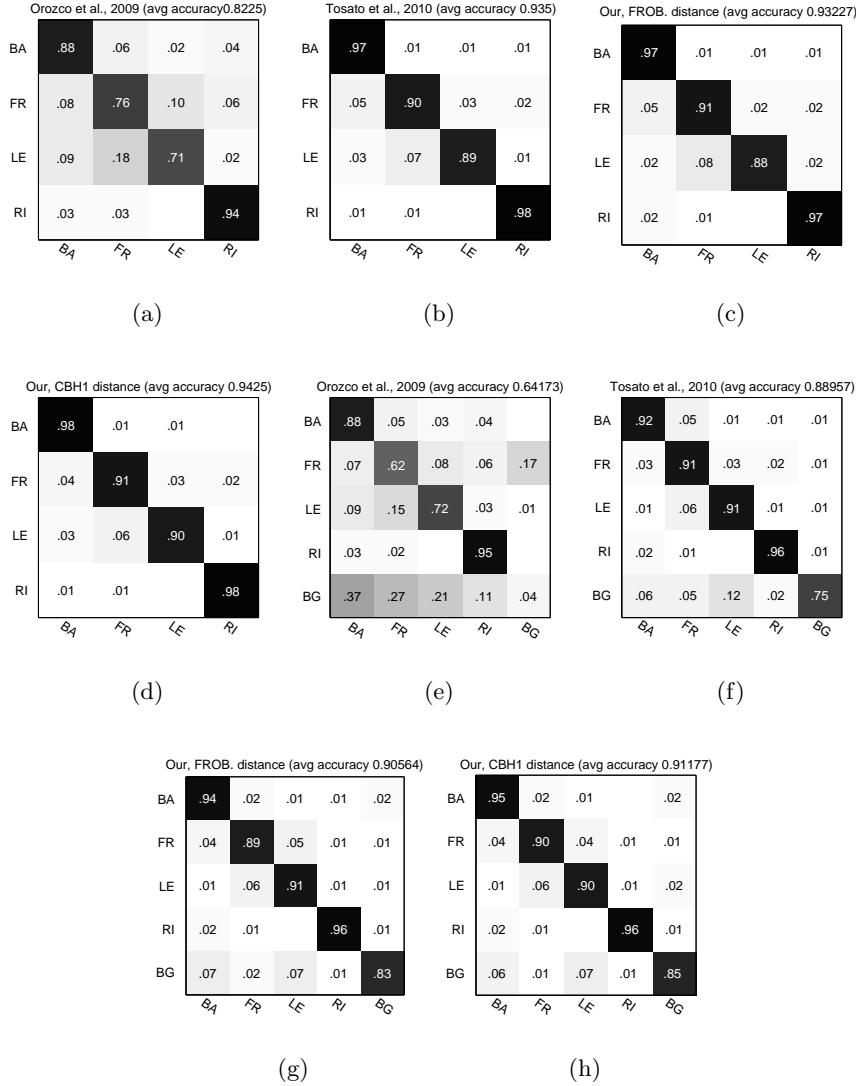 Orozco et al., 2009 (avg accuracy0.8225)
BA .88 .06 .02 .04
FR .08 .76 .10 .06
LE .09 .18 .71 .02
RI .03 .03 .94
BA FR LE RI
(a)
Tosato et al., 2010 (avg accuracy 0.935)
BA .97 .01 .01 .01
FR .05 .90 .03 .02
LE .03 .07 .89 .01
RI .01 .01 .98
BA FR LE RI
(b)
Our, FROB. distance (avg accuracy 0.93227)
BA .97 .01 .01 .01
FR .05 .91 .02 .02
LE .02 .08 .88 .02
RI .02 .01 .97
BA FR LE RI
(c)
Our, CBH1 distance (avg accuracy 0.9425)
BA .98 .01 .01
FR .04 .91 .03 .02
LE .03 .06 .90 .01
RI .01 .01 .98
BA FR LE RI
(d)
Orozco et al., 2009 (avg accuracy 0.64173)
BA .88 .05 .03 .04
FR .07 .62 .08 .06 .17
LE .09 .15 .72 .03 .01
RI .03 .02 .95
BG .37 .27 .21 .11 .04
BA FR LE RI BG
(e)
Tosato et al., 2010 (avg accuracy 0.88957)
BA .92 .05 .01 .01 .01
FR .03 .91 .03 .02 .01
LE .01 .06 .91 .01 .01
RI .02 .01 .96 .01
BG .06 .05 .12 .02 .75
BA FR LE RI BG
(f)
Our, FROB. distance (avg accuracy 0.90564)
BA .94 .02 .01 .01 .02
FR .04 .89 .05 .01 .01
LE .01 .06 .91 .01 .01
RI .02 .01 .96 .01
BG .07 .02 .07 .01 .83
BA FR LE RI BG
(g)
Our, CBH1 distance (avg accuracy 0.91177)
BA .95 .02 .01 .02
FR .04 .90 .04 .01 .01
LE .01 .06 .90 .01 .02
RI .02 .01 .96 .01
BG .06 .01 .07 .01 .85
BA FR LE RI BG
(h)